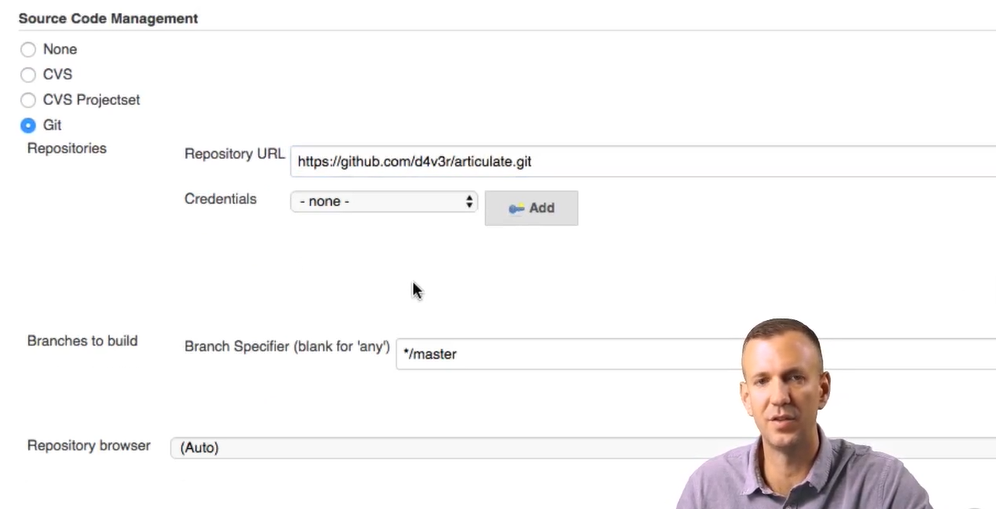 Source Code Management
None
CVS
CVS Projectset
Git
Repositories
Repository URL
https://github.com/d4v3r/articulate.git
Credentials
- none -
Add
Branches to build
Branch Specifier (blank for 'any')
*/master
Repository browser
(Auto)